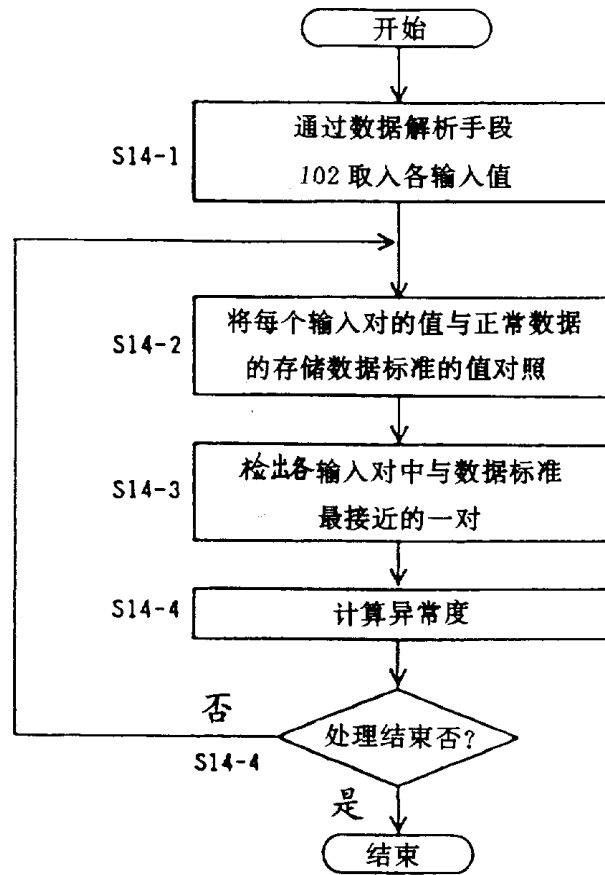 开始
S14-1
通过数据解析手段
102取入各输入值
S14-2
将每个输入对的值与正常数据
的存储数据标准的值对照
S14-3
检出各输入对中与数据标准
最接近的一对
S14-4
计算异常度
否
处理结束否?
S14-4
是
结束